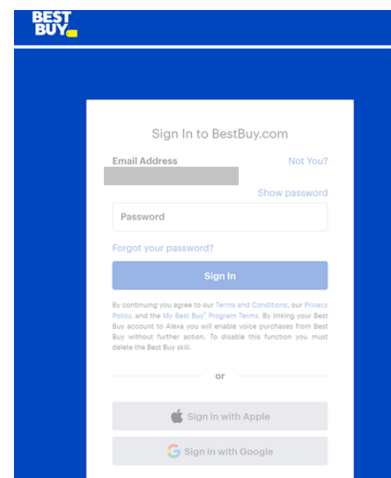 BEST
BUY
Sign In to BestBuy.com
Email Address Not You?
Show password
Password
Forgot your password?
Sign In
By continuing you agree to our Terms and Conditions, our Privacy
Policy, and the My Best Buy® Program Terms. By linking your Best
Buy account to Alexa you will enable voice purchases from Best
Buy without further action. To disable this function you must
delete the Best Buy skill.
or
Sign in with Apple
Sign in with Google